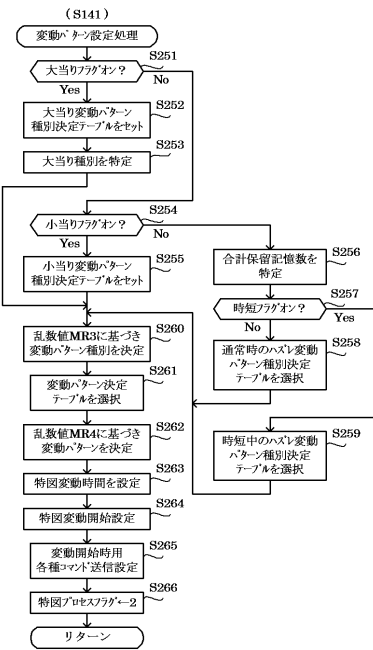 (S141)
変動パターン設定処理
S251
大当りフラグオン？
No
Yes
S252
大当り変動パターン
種別決定テーブルをセット
S253
大当り種別を特定
S254
小当りフラグオン？
No
Yes
S255
小当り変動パターン
種別決定テーブルをセット
S256
合計保留記憶数を
特定
S257
時短フラグオン？
Yes
No
S258
通常時のハズレ変動
パターン種別決定
テーブルを選択
S259
時短中のハズレ変動
パターン種別決定
テーブルを選択
S260
乱数値MR3に基づき
変動パターン種別を決定
S261
変動パターン決定
テーブルを選択
S262
乱数値MR4に基づき
変動パターンを決定
S263
特図変動時間を設定
S264
特図変動開始設定
S265
変動開始時用
各種コマンド送信設定
S266
特図プロセスフラグ←2
リターン